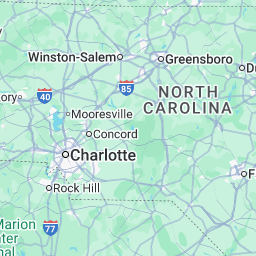 Winston-Salem
Greensboro
85
40
NORTH
CAROLINA
Mooresville
Concord
Charlotte
Rock Hill
Marion
77